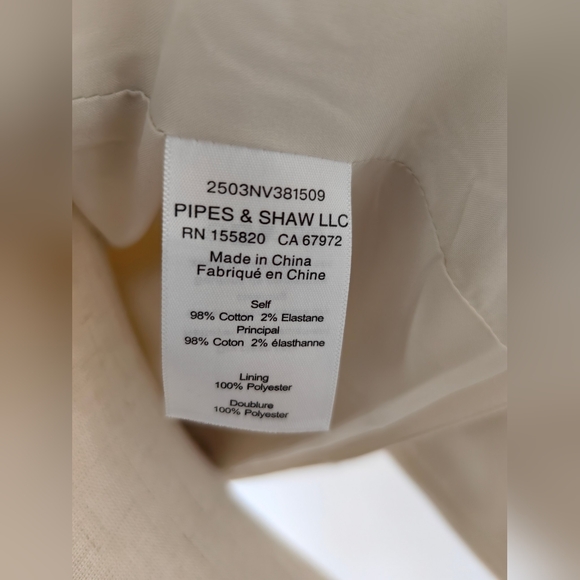 2503NV381509
PIPES & SHAW LLC
RN 155820 CA 67972
Made in China
Fabriqué en Chine
Self
98% Cotton 2% Elastane
Principal
98% Coton 2% élasthanne
Lining
100% Polyester
Doublure
100% Polyester